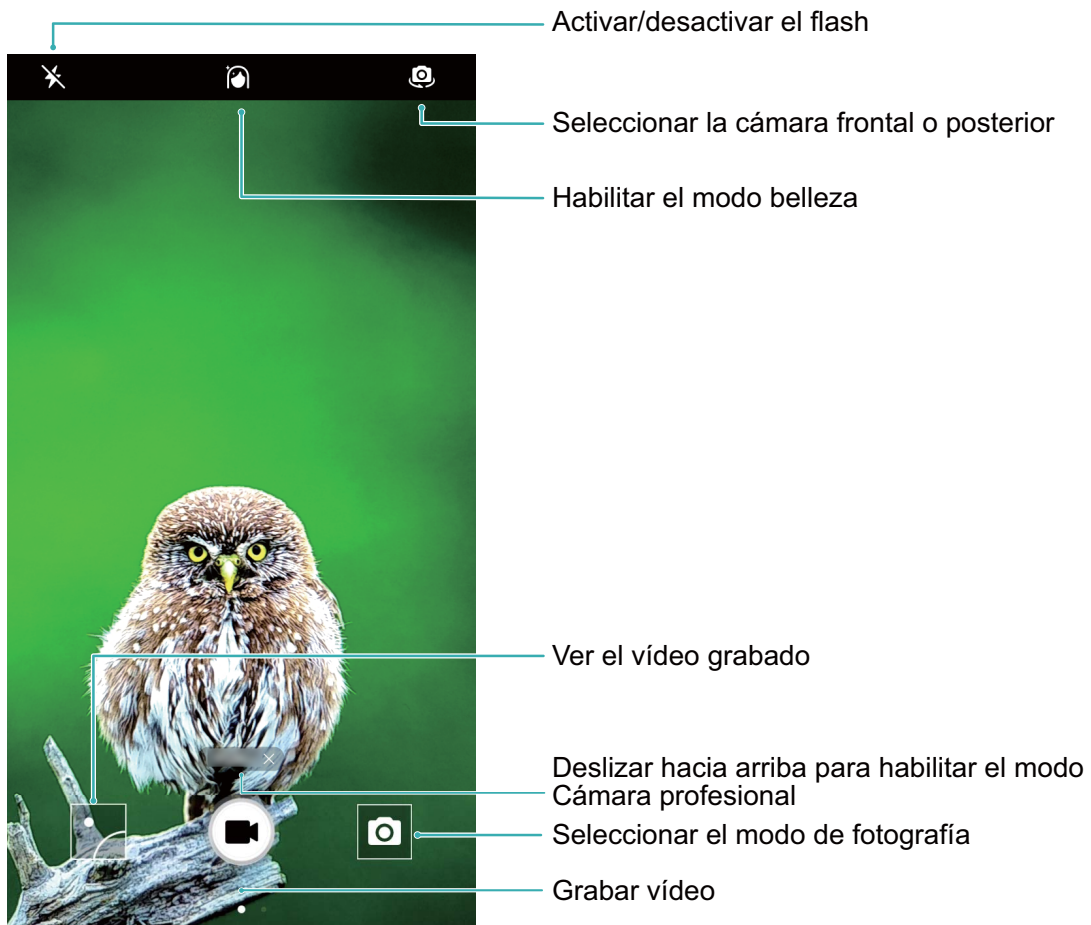 Activar/desactivar el flash
Seleccionar la cámara frontal o posterior
Habilitar el modo belleza
Ver el vídeo grabado
Deslizar hacia arriba para habilitar el modo
Cámara profesional
Seleccionar el modo de fotografía
Grabar vídeo